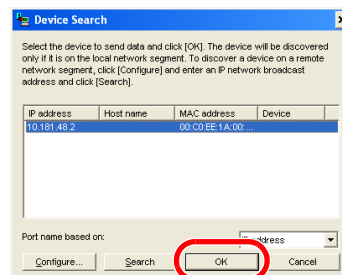 Device Search
Select the device to send data and click [OK]. The device will be discovered
only if it is on the local network segment. To discover a device on a remote
network segment, click [Configure] and enter an IP network broadcast
address and click [Search].
IP address Host name MAC address Device
10.181.48.2 00:C0:EE:1A:00:...
Port name based on: address
Configure... Search OK Cancel